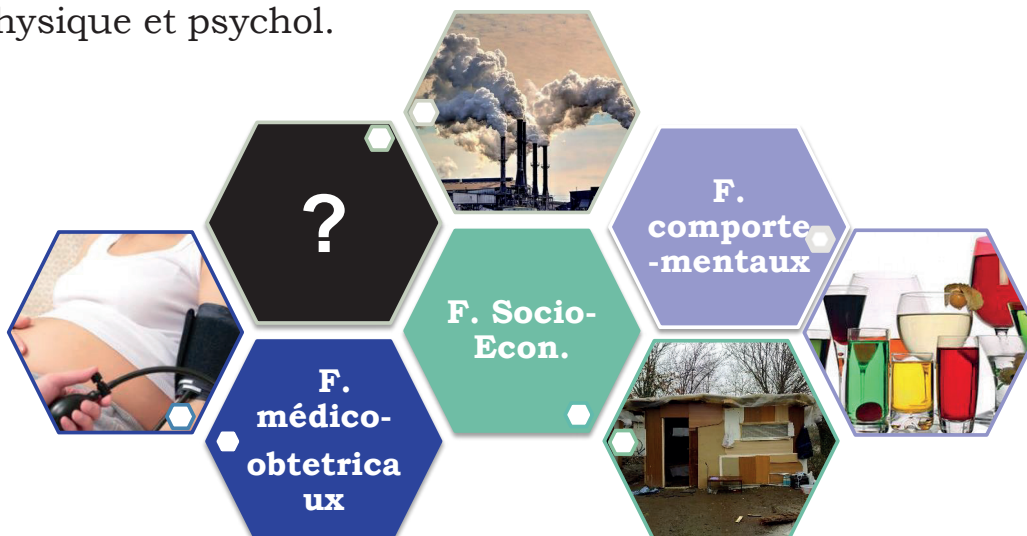 hysique et psychol.
?
F.
comporte
-mentaux
F. Socio-
Econ.
F.
médico-
obtetrica
ux